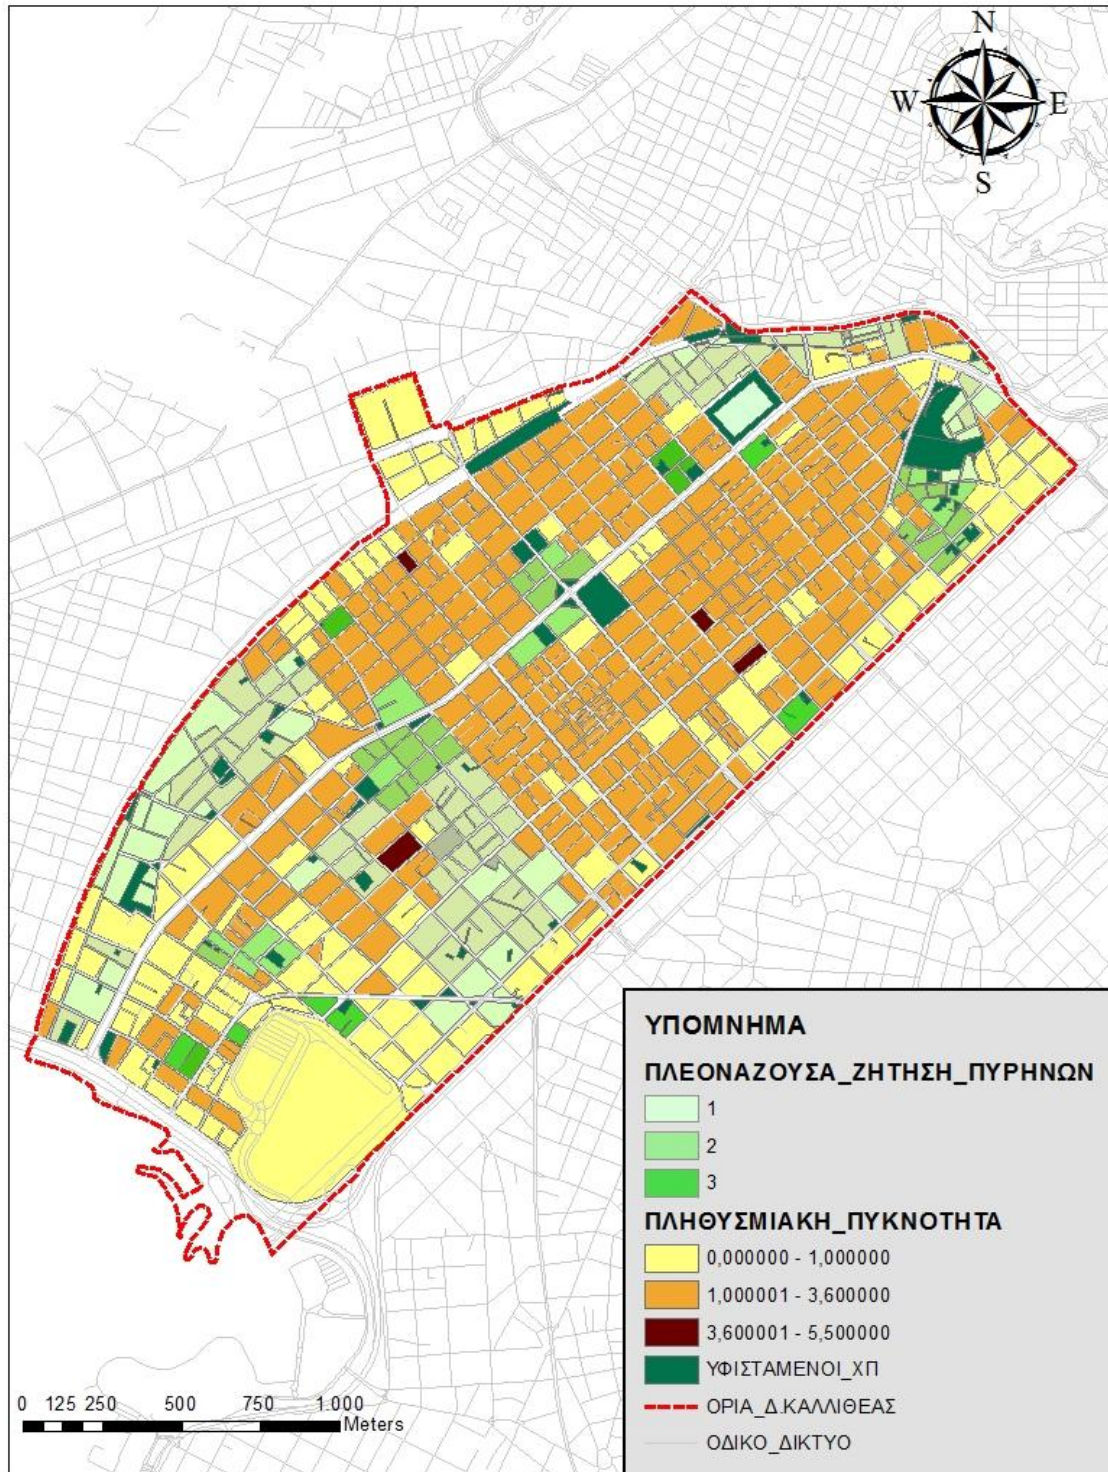 N
W E
S
ΥΠΟΜΝΗΜΑ
ΠΛΕΟΝΑΖΟΥΣΑ_ΖΗΤΗΣΗ_ΠΥΡΗΝΩΝ
1
2
3
ΠΛΗΘΥΣΜΙΑΚΗ_ΠΥΚΝΟΤΗΤΑ
0,000000 - 1,000000
1,000001 - 3,600000
3,600001 - 5,500000
ΥΦΙΣΤΑΜΕΝΟΙ_ΧΠ
ΟΡΙΑ_Δ.ΚΑΛΛΙΘΕΑΣ
ΟΔΙΚΟ_ΔΙΚΤΥΟ
0 125 250 500 750 1.000
Meters